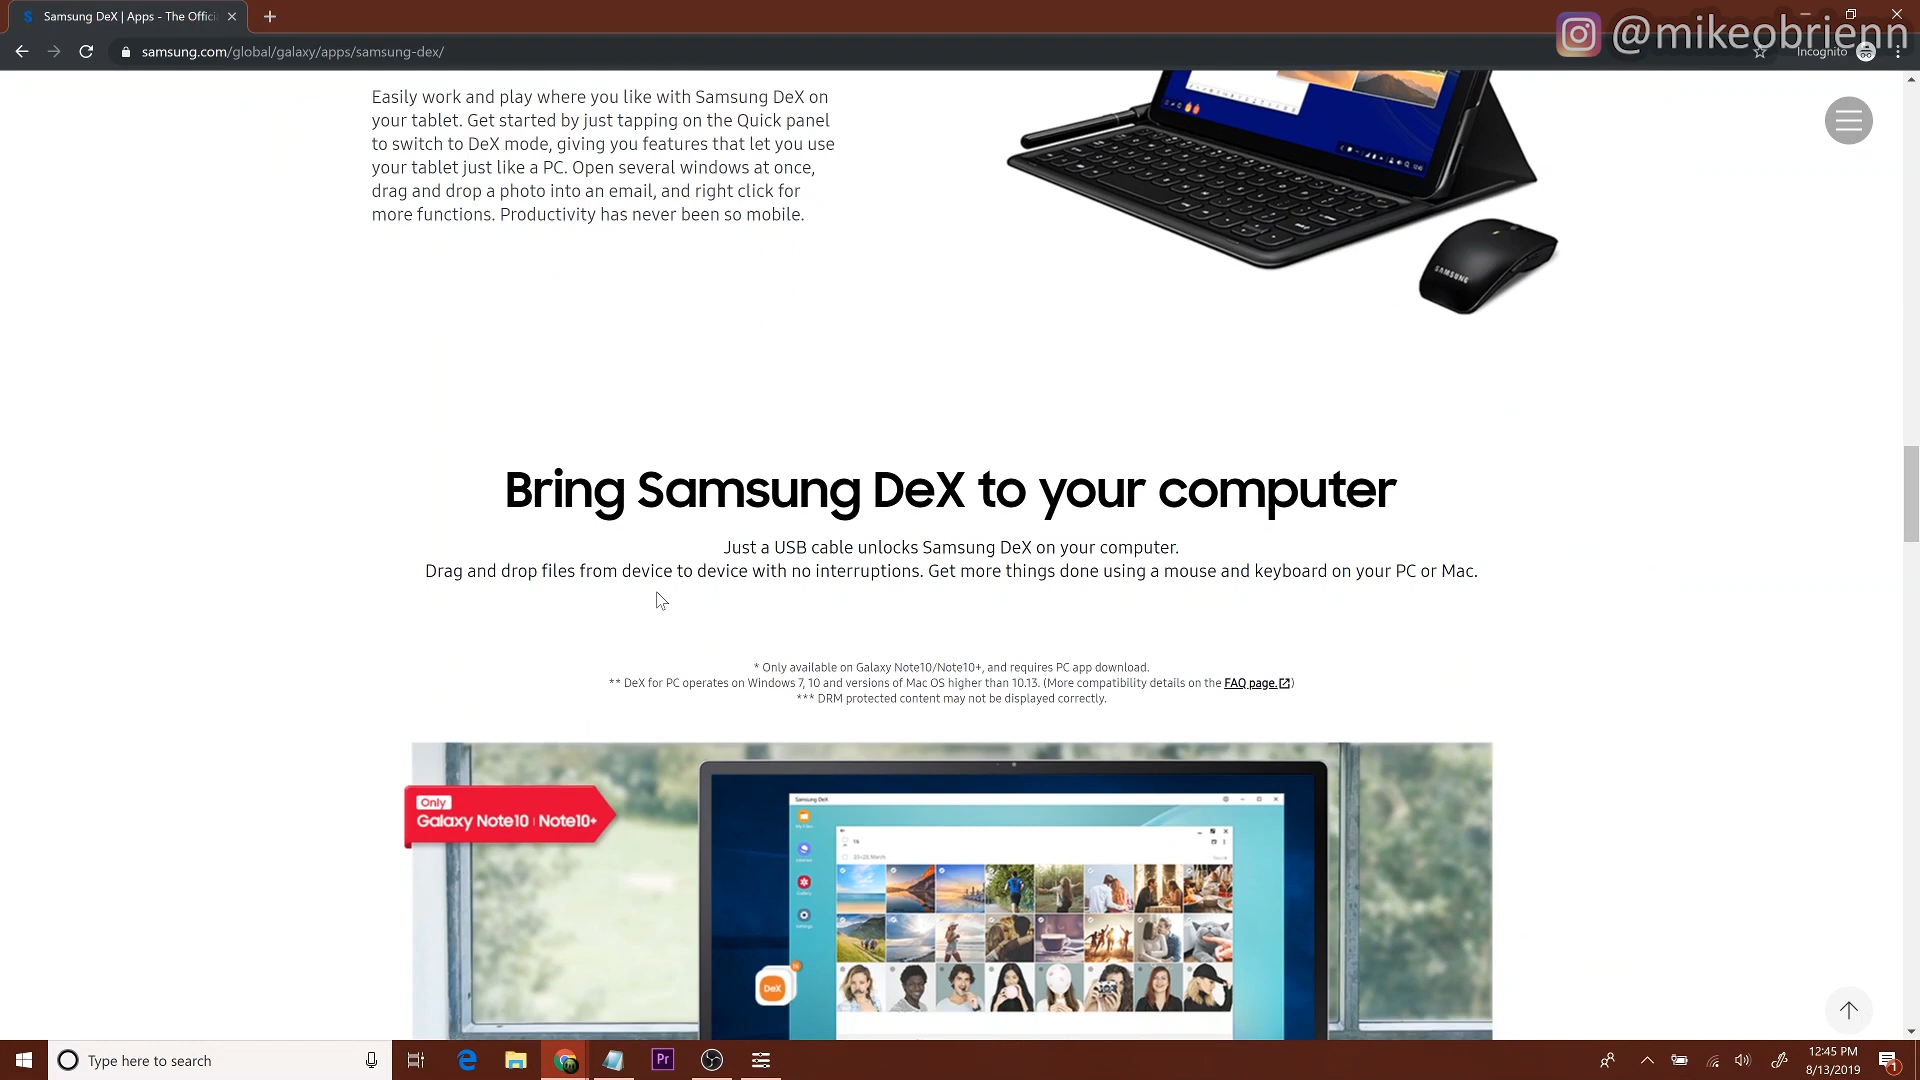 Samsung DeX | Apps - The Offici
@mikeobrienn
samsung.com/global/galaxy/apps/samsung-dex/
Incognito
Easily work and play where you like with Samsung DeX on
your tablet. Get started by just tapping on the Quick panel
to switch to DeX mode, giving you features that let you use
your tablet just like a PC. Open several windows at once,
drag and drop a photo into an email, and right click for
more functions. Productivity has never been so mobile.
SAMSUNG
Bring Samsung DeX to your computer
Just a USB cable unlocks Samsung DeX on your computer.
Drag and drop files from device to device with no interruptions. Get more things done using a mouse and keyboard on your PC or Mac.
* Only available on Galaxy Note10/Note10+, and requires PC app download.
** DeX for PC operates on Windows 7, 10 and versions of Mac OS higher than 10.13. (More compatibility details on the FAQ page.)
*** DRM protected content may not be displayed correctly.
Only
Galaxy Note10 | Note10+
Samsung DeX
My Files
Gallery
Settings
DeX
Type here to search
Pr
12:45 PM
8/13/2019
1